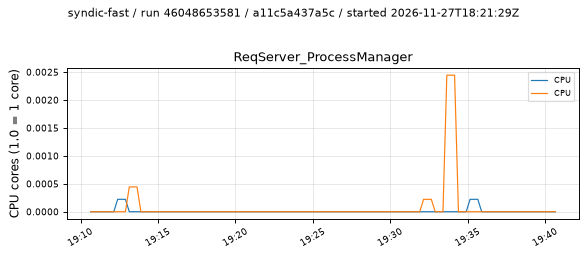 syndic-fast / run 46048653581 / a11c5a437a5c / started 2026-11-27T18:21:29Z
ReqServer_ProcessManager
CPU cores (1.0 = 1 core)
0.0025
0.0020
0.0015
0.0010
0.0005
0.0000
CPU
CPU
19:10
19:15
19:20
19:25
19:30
19:35
19:40